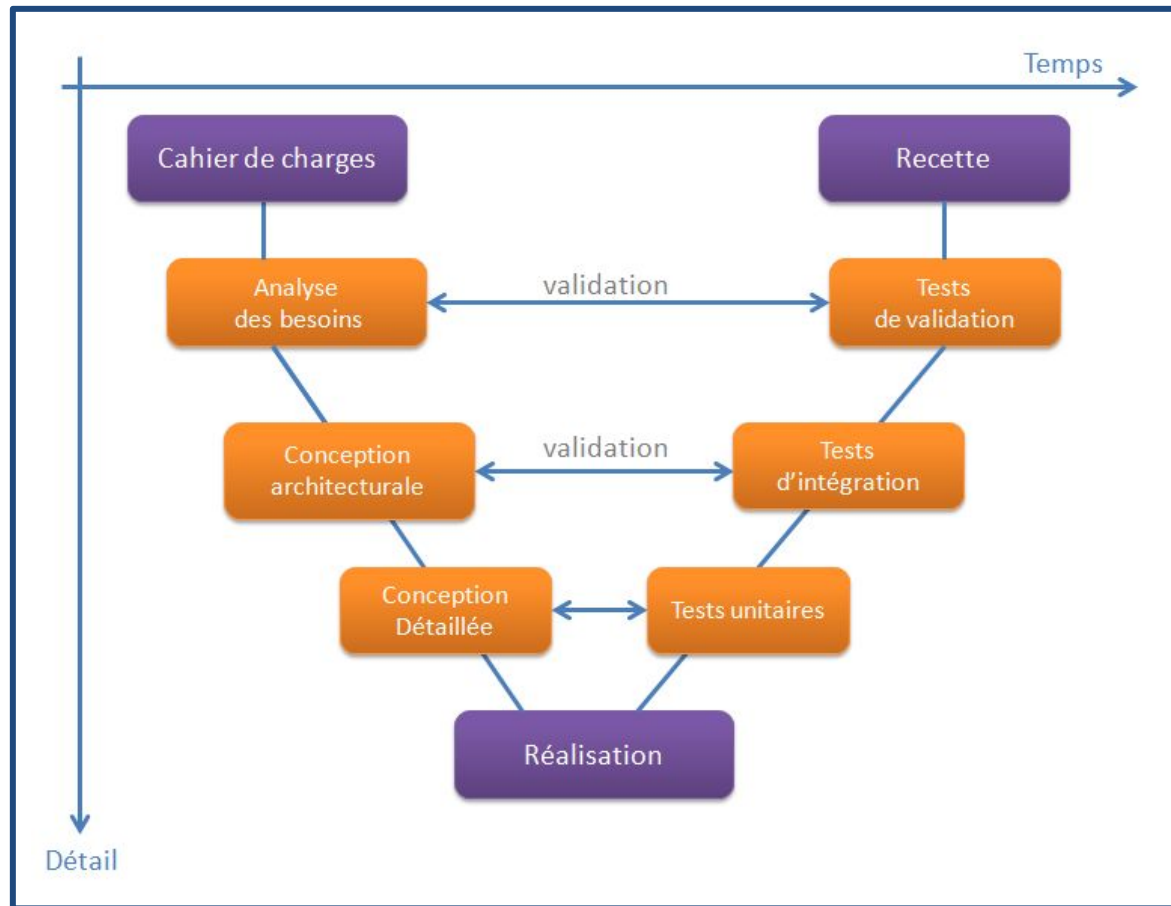 Temps
Cahier de charges
Recette
Analyse
des besoins
validation
Tests
de validation
Conception
architecturale
validation
Tests
d'intégration
Conception
Détaillée
Tests unitaires
Réalisation
Détail